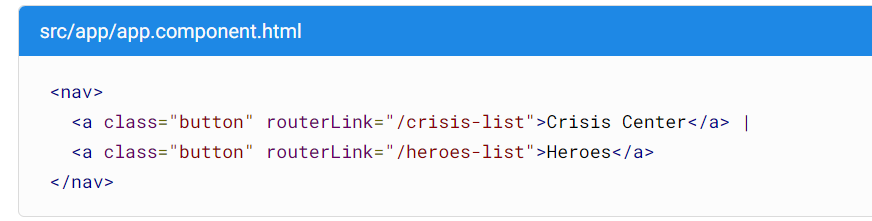 src/app/app.component.html
<nav>
  <a class="button" routerLink="/crisis-list">Crisis Center</a> |
  <a class="button" routerLink="/heroes-list">Heroes</a>
</nav>